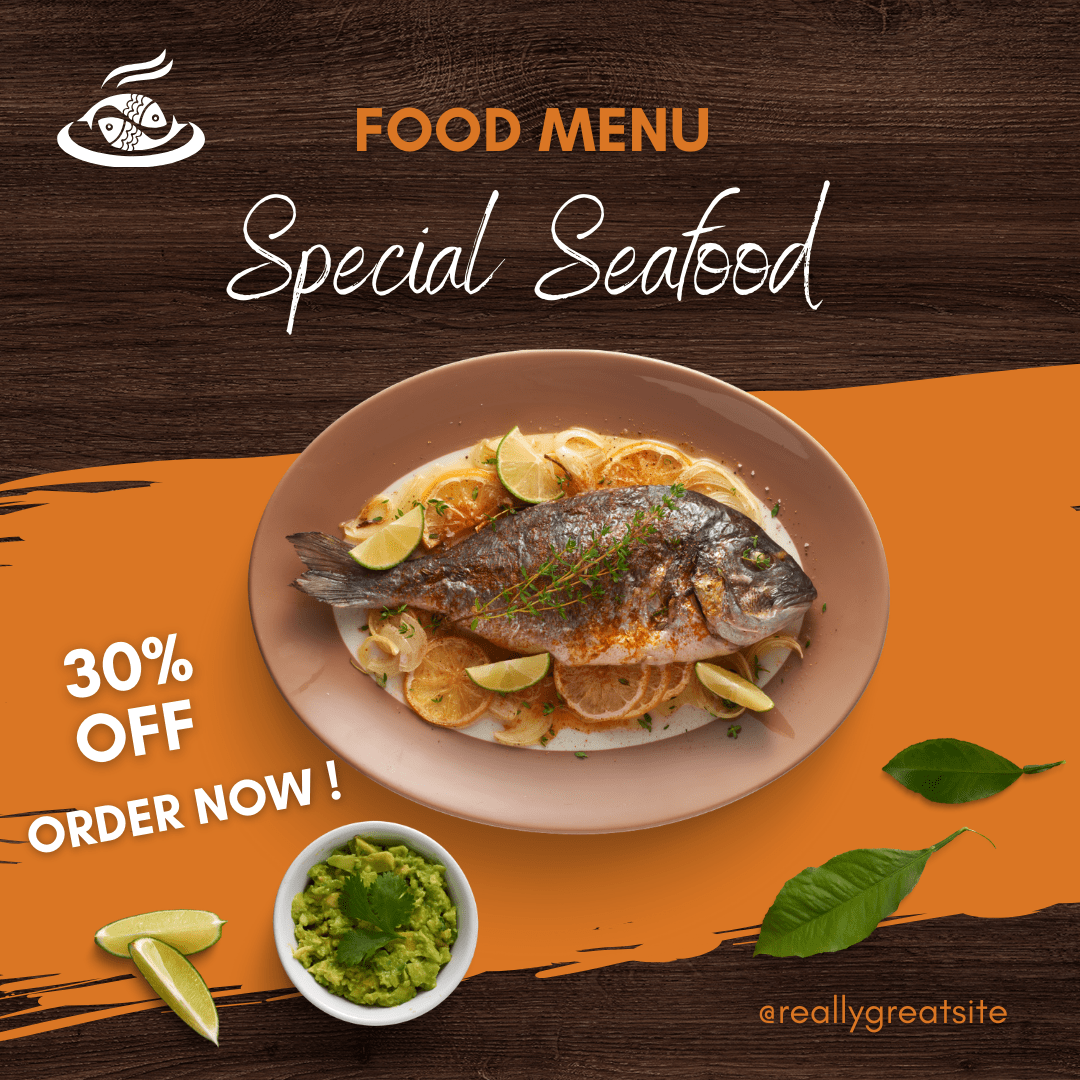 FOOD MENU
Special Seafood
30%
OFF
ORDER NOW !
@reallygreatsite